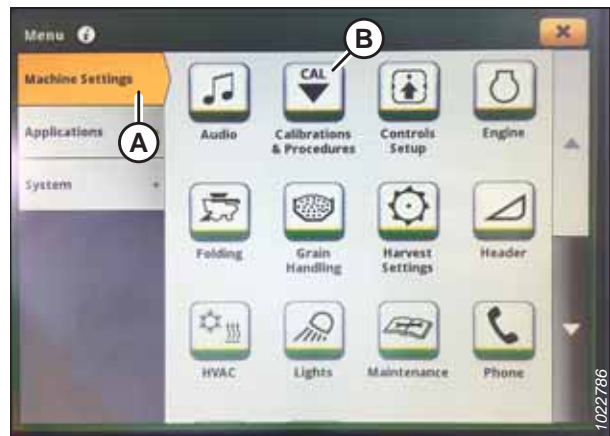 Menu i
B
Machine Settings
A
Applications
System +
CAL
Audio
Calibrations
& Procedures
Controls
Setup
Engine
Folding
Grain
Handling
Harvest
Settings
Header
HVAC
Lights
Maintenance
Phone
1022786